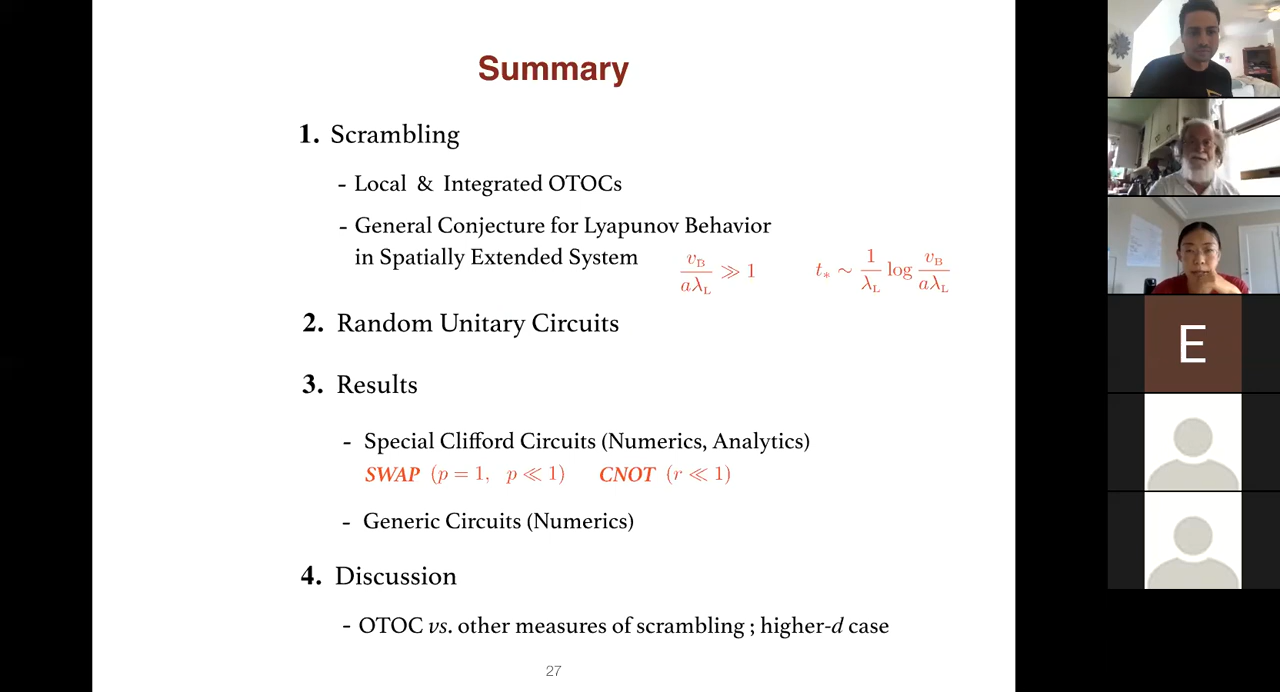 Summary
1. Scrambling
- Local & Integrated OTOCs
- General Conjecture for Lyapunov Behavior
in Spatially Extended System v_B/aλ_L ≫ 1 t_* ∼ 1/λ_L log v_B/aλ_L
2. Random Unitary Circuits
3. Results
- Special Clifford Circuits (Numerics, Analytics)
SWAP (p = 1, p ≪ 1) CNOT (r ≪ 1)
- Generic Circuits (Numerics)
4. Discussion
- OTOC vs. other measures of scrambling ; higher-d case
27
E